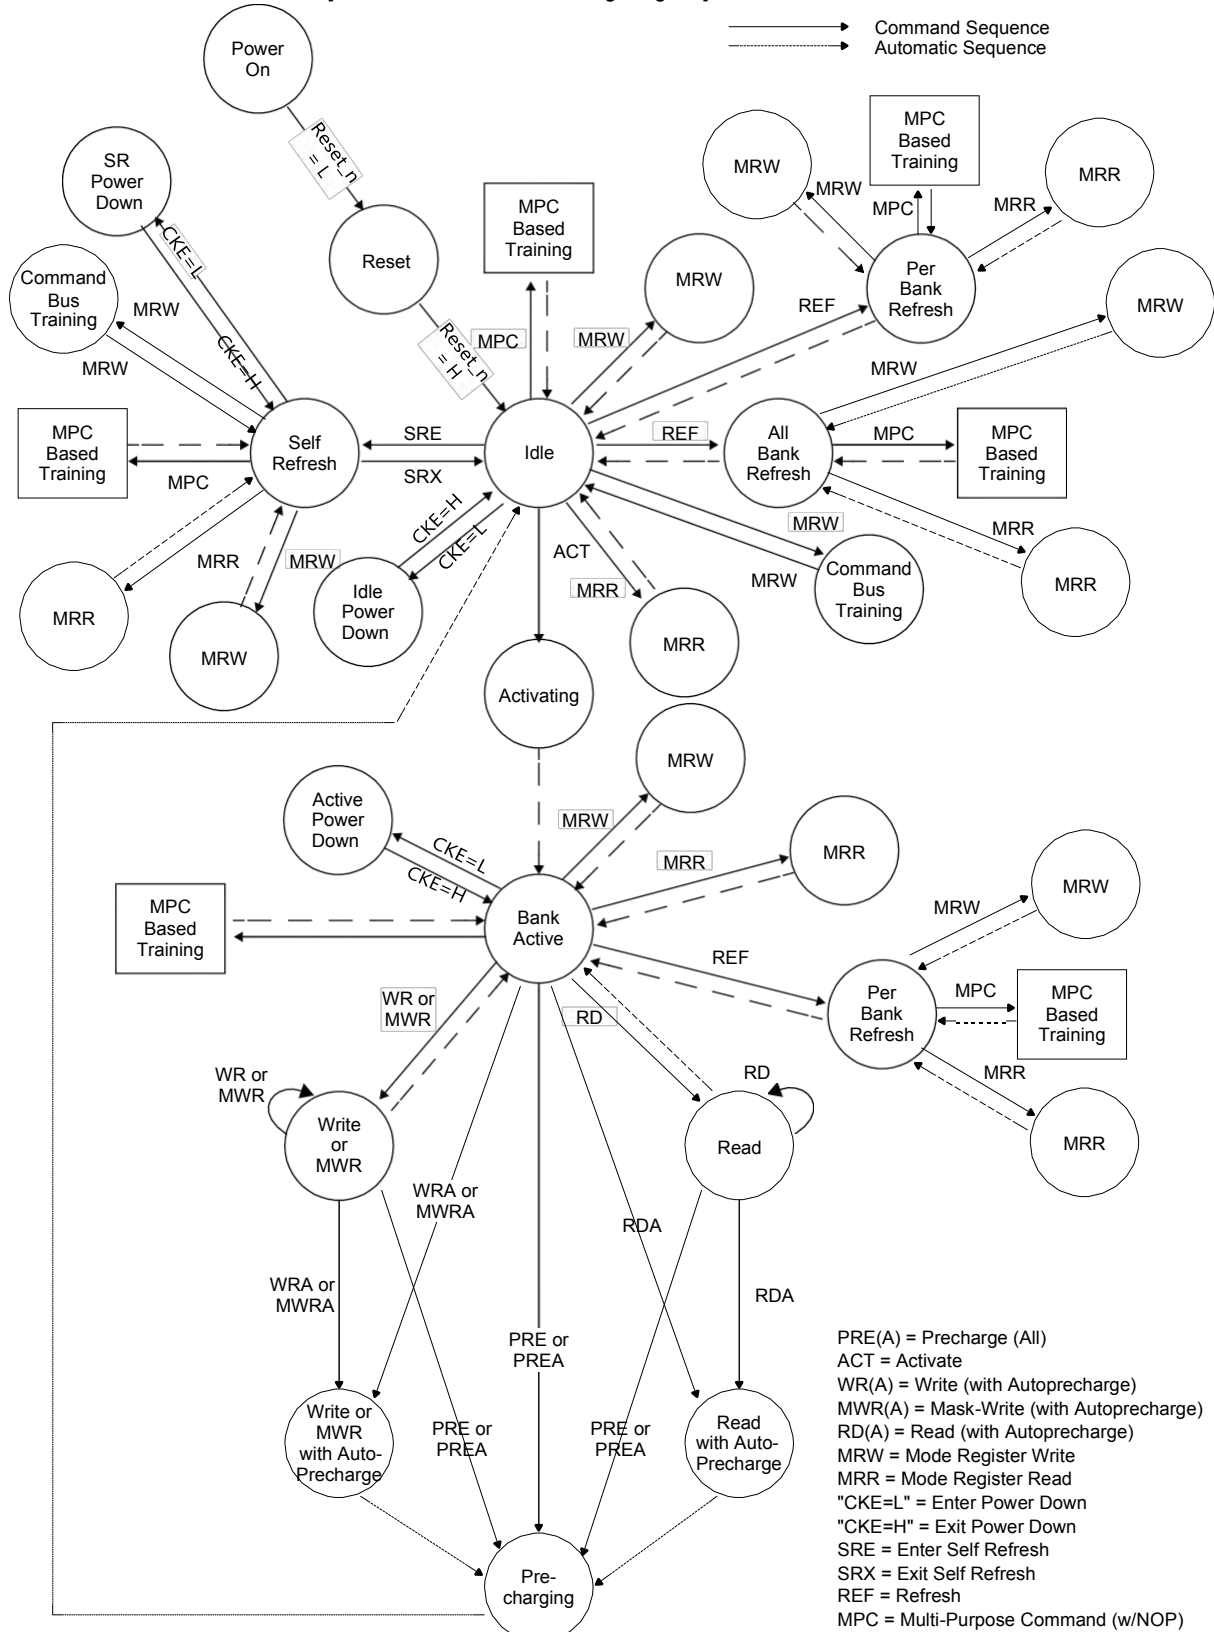 Command Sequence
Automatic Sequence
Power
On
Reset_n
= L
SR
Power
Down
MPC
Based
Training
MRW
MRR
MRW
MPC
MRR
MPC
Based
Training
Reset
CKE=L
Command
Bus
Training
MRW
MRW
CKE=H
MRW
Per
Bank
Refresh
MRW
REF
Reset_n
= H
MPC
MRW
MRW
MPC
Based
Training
Self
Refresh
SRE
SRX
Idle
REF
All
Bank
Refresh
MPC
MPC
Based
Training
MPC
CKE=H
CKE=L
MRW
MRR
MRR
MRW
ACT
MRR
MRW
Command
Bus
Training
MRR
MRR
MRW
Idle
Power
Down
MRR
Activating
MRW
Active
Power
Down
MRW
MRR
MRR
CKE=L
CKE=H
MPC
Based
Training
Bank
Active
MRW
MRW
REF
WR or
MWR
RD
Per
Bank
Refresh
MPC
MPC
Based
Training
MRR
MRR
WR or
MWR
RD
Write
or
MWR
Read
WRA or
MWRA
RDA
WRA or
MWRA
RDA
PRE or
PREA
PRE or
PREA
PRE or
PREA
Write or
MWR
with Auto-
Precharge
Read
with Auto-
Precharge
Pre-
charging
PRE(A) = Precharge (All)
ACT = Activate
WR(A) = Write (with Autoprecharge)
MWR(A) = Mask-Write (with Autoprecharge)
RD(A) = Read (with Autoprecharge)
MRW = Mode Register Write
MRR = Mode Register Read
"CKE=L" = Enter Power Down
"CKE=H" = Exit Power Down
SRE = Enter Self Refresh
SRX = Exit Self Refresh
REF = Refresh
MPC = Multi-Purpose Command (w/NOP)